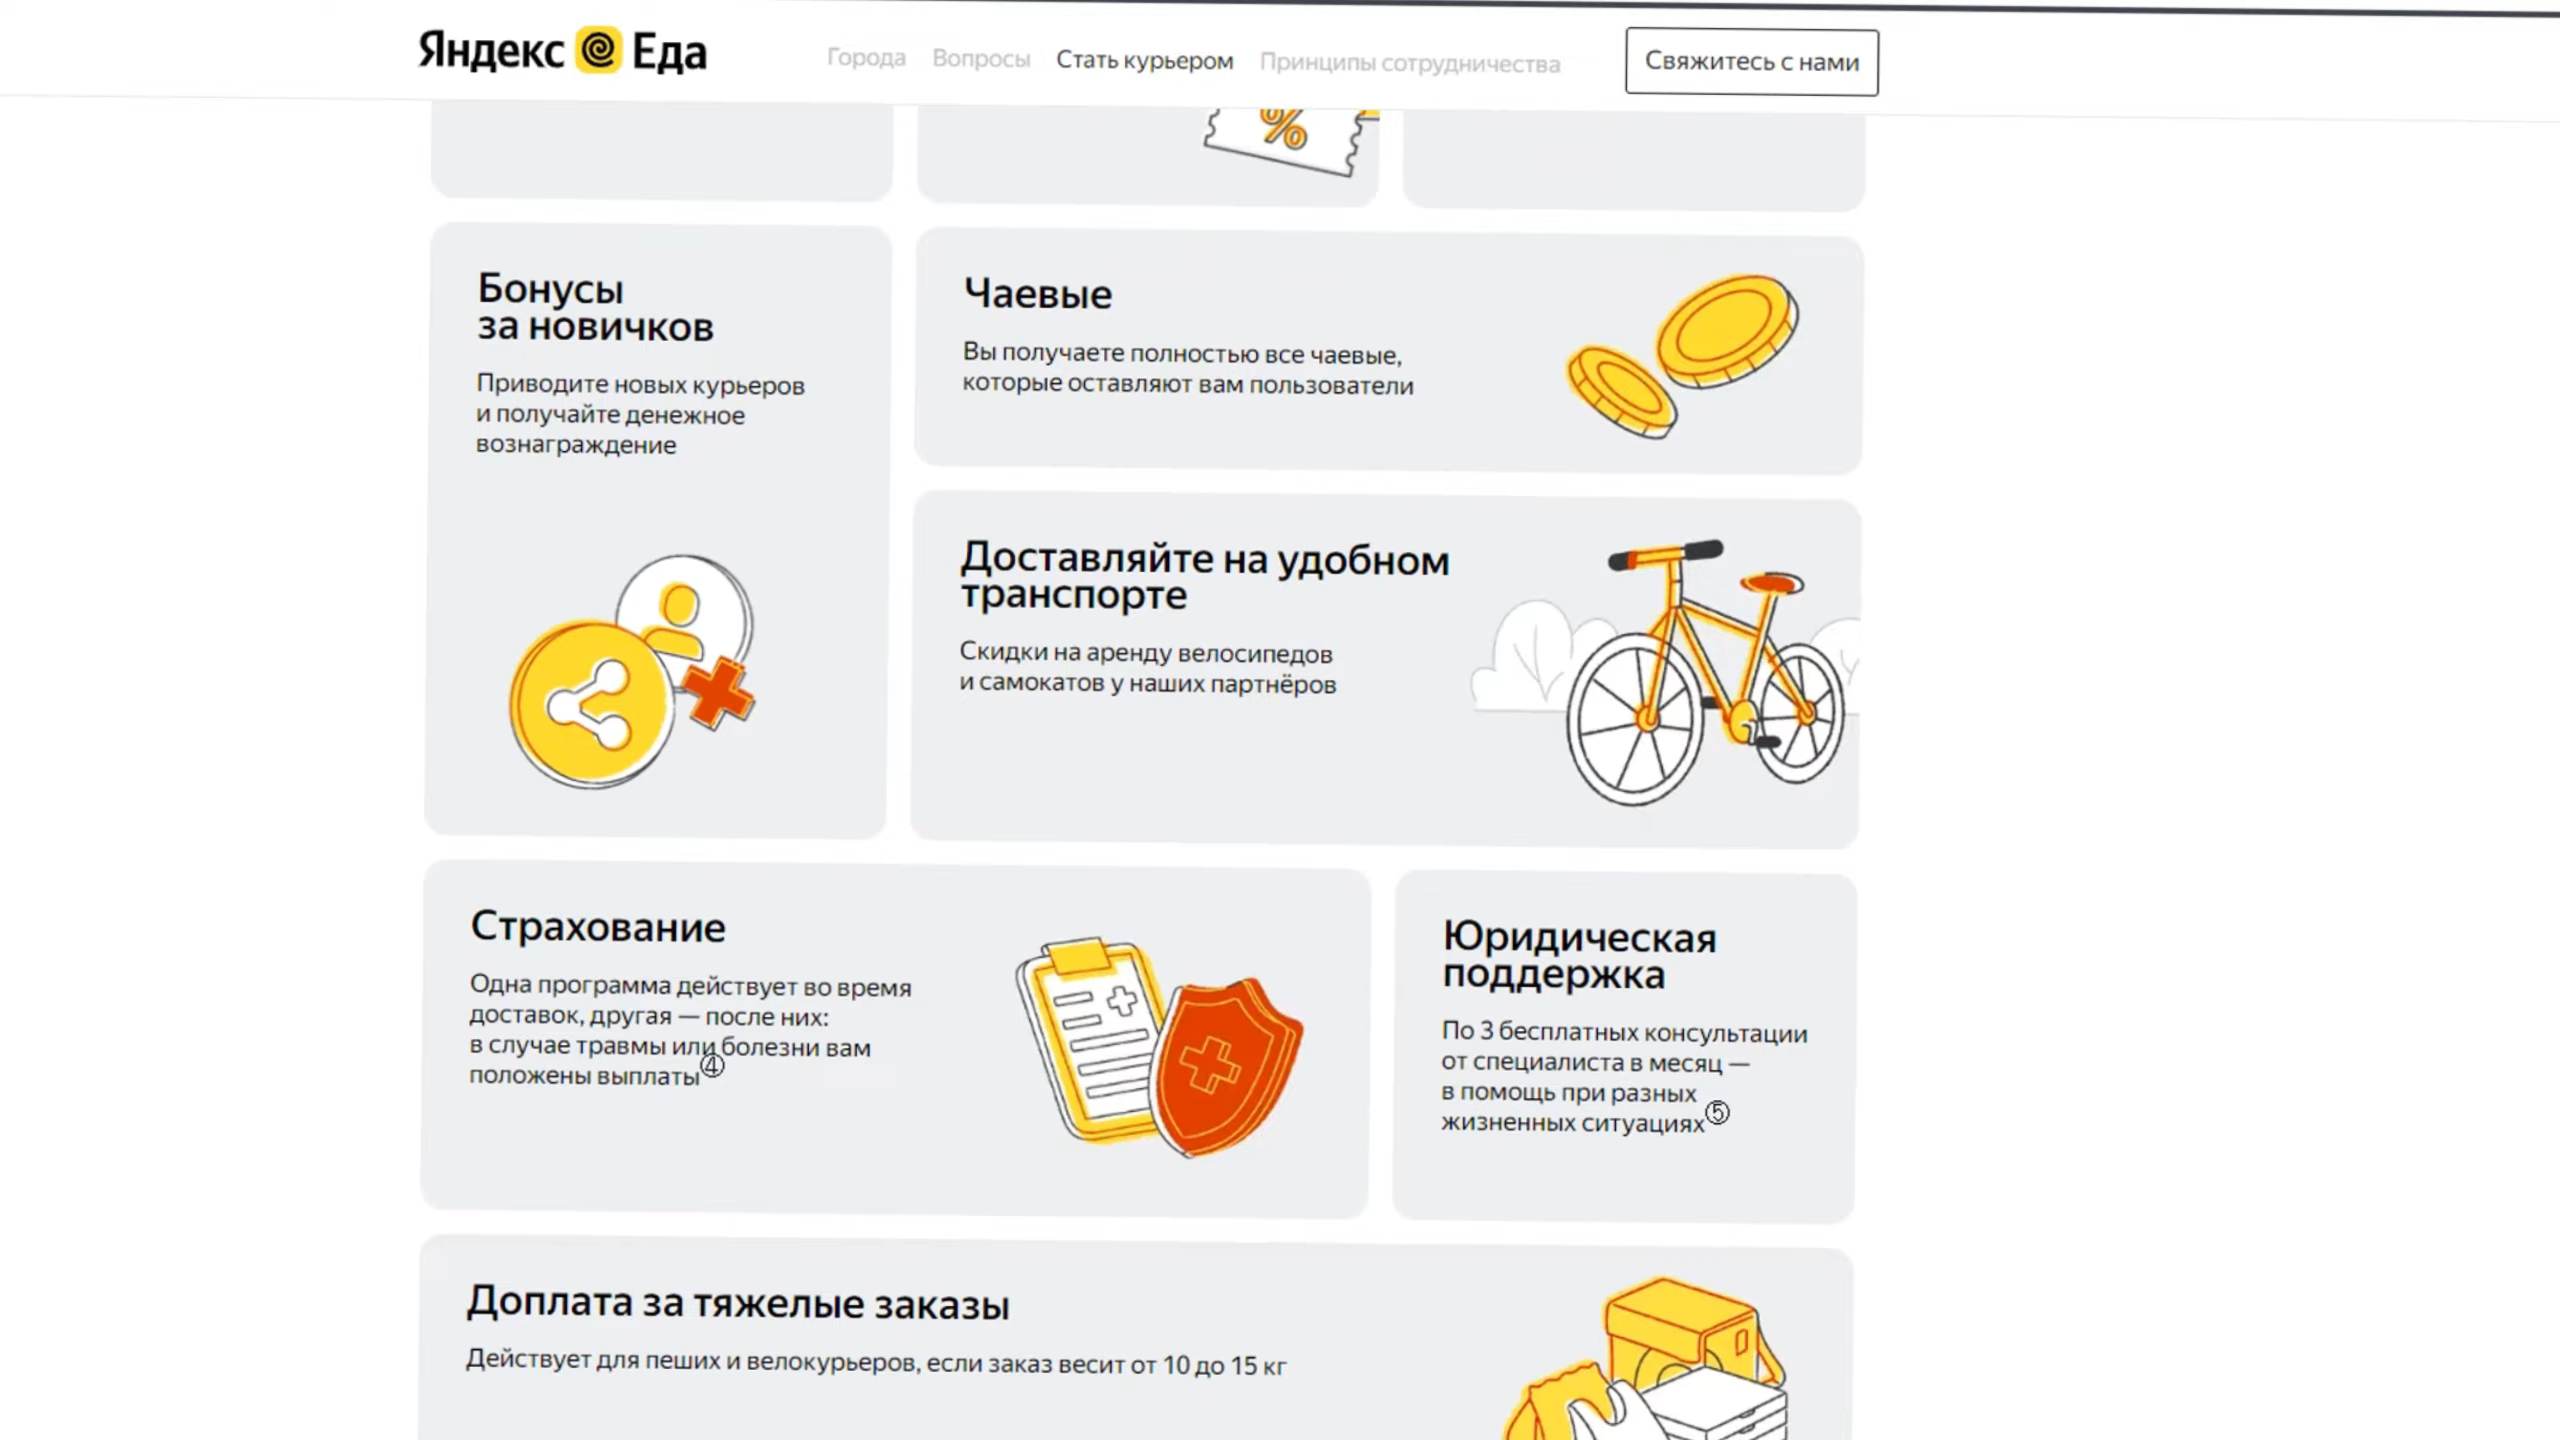 Яндекс Еда
Города Вопросы Стать курьером Принципы сотрудничества Свяжитесь с нами
%
Бонусы
за новичков
Приводите новых курьеров
и получайте денежное
вознаграждение
Чаевые
Вы получаете полностью все чаевые,
которые оставляют вам пользователи
Доставляйте на удобном
транспорте
Скидки на аренду велосипедов
и самокатов у наших партнёров
Страхование
Одна программа действует во время
доставок, другая — после них:
в случае травмы или болезни вам
положены выплаты④
Юридическая
поддержка
По 3 бесплатных консультации
от специалиста в месяц —
в помощь при разных
жизненных ситуациях⑤
Доплата за тяжелые заказы
Действует для пеших и велокурьеров, если заказ весит от 10 до 15 кг